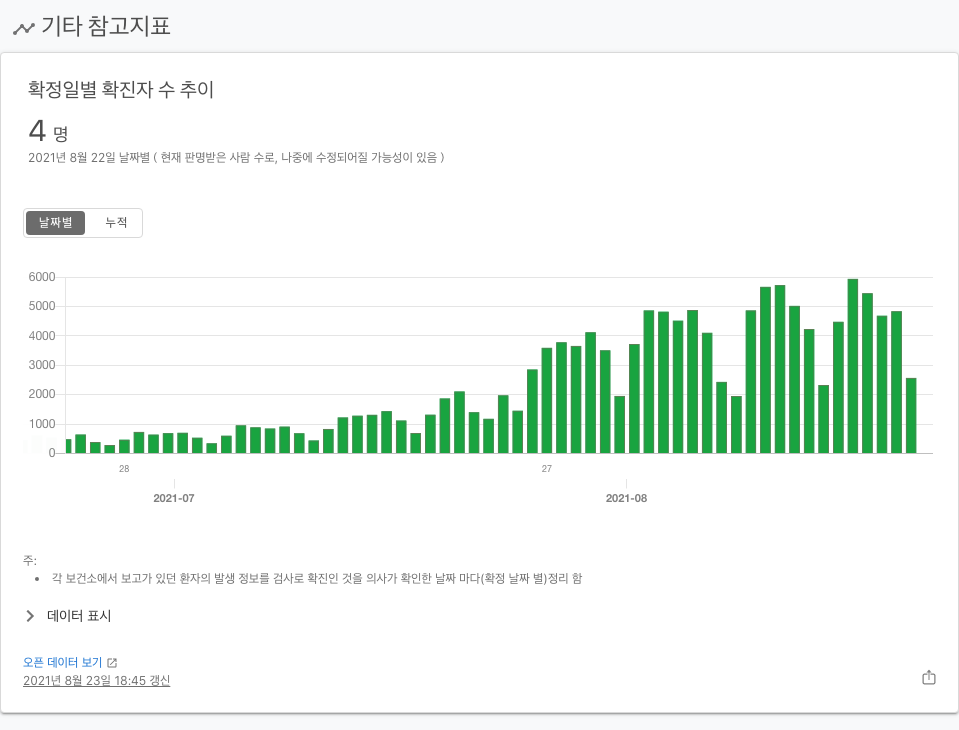 기타 참고지표
확정일별 확진자 수 추이
4 명
2021년 8월 22일 날짜별 ( 현재 판명받은 사람 수로, 나중에 수정되어질 가능성이 있음 )
날짜별 누적
6000
5000
4000
3000
2000
1000
0
28 27
2021-07 2021-08
주:
• 각 보건소에서 보고가 있던 환자의 발생 정보를 검사로 확진인 것을 의사가 확인한 날짜 마다(확정 날짜 별)정리 함
데이터 표시
오픈 데이터 보기
2021년 8월 23일 18:45 갱신